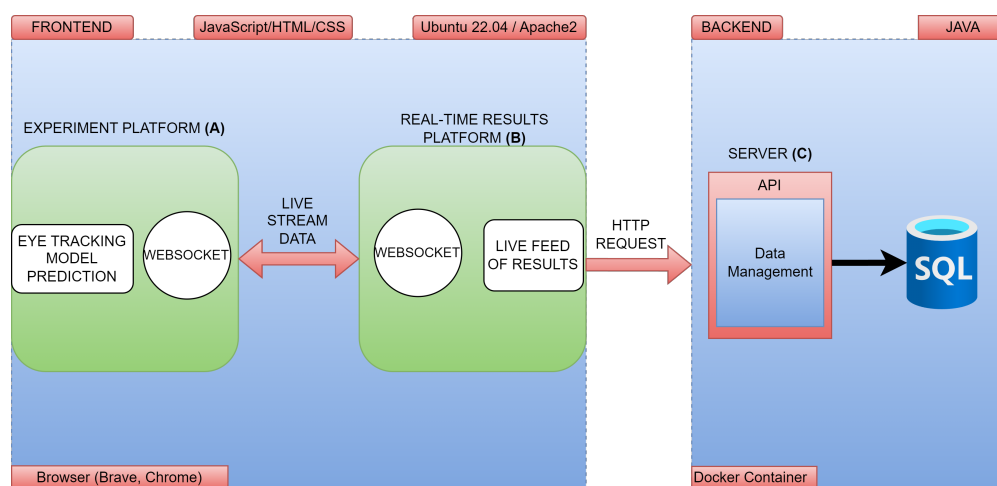 FRONTEND
JavaScript/HTML/CSS
Ubuntu 22.04 / Apache2
BACKEND
JAVA
EXPERIMENT PLATFORM (A)
REAL-TIME RESULTS
PLATFORM (B)
SERVER (C)
API
EYE TRACKING
MODEL
PREDICTION
WEBSOCKET
LIVE
STREAM
DATA
WEBSOCKET
LIVE FEED
OF RESULTS
HTTP
REQUEST
Data
Management
SQL
Browser (Brave, Chrome)
Docker Container